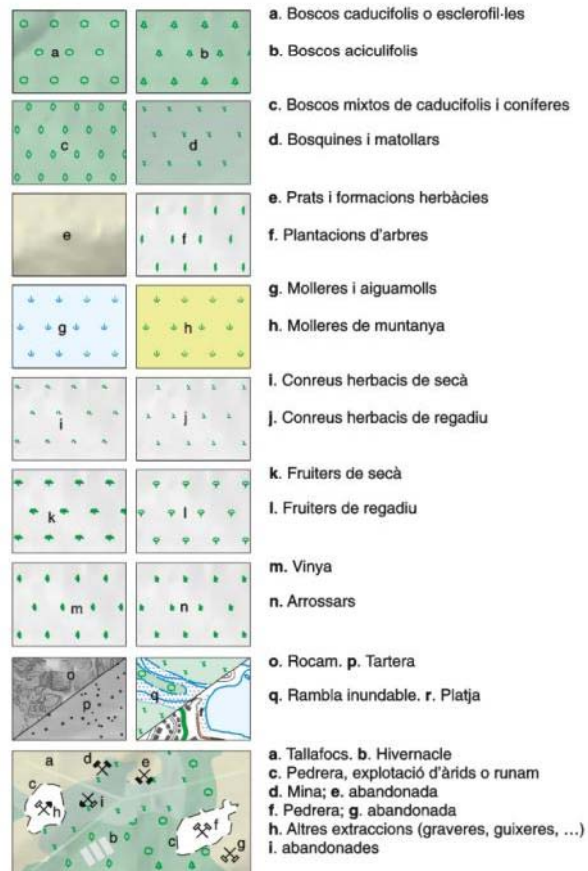 a. Boscos caducifolis o esclerofil·les
a
b
b. Boscos aciculifolis
c. Boscos mixtos de caducifolis i coníferes
c
d
d. Bosquines i matollars
e. Prats i formacions herbàcies
e
f
f. Plantacions d'arbres
g. Molleres i aiguamolls
g
h
h. Molleres de muntanya
i. Conreus herbacis de secà
i
j
j. Conreus herbacis de regadiu
k. Fruiters de secà
k
l
l. Fruiters de regadiu
m. Vinya
m
n
n. Arrossars
o
o. Rocam. p. Tartera
p
q
r
q. Rambla inundable. r. Platja
a
d
e
a. Tallafocs. b. Hivernacle
c
c. Pedrera, explotació d'àrids o runam
h
i
d. Mina; e. abandonada
f
f. Pedrera; g. abandonada
b
c
g
h. Altres extraccions (graveres, guixeres, ...)
i. abandonades